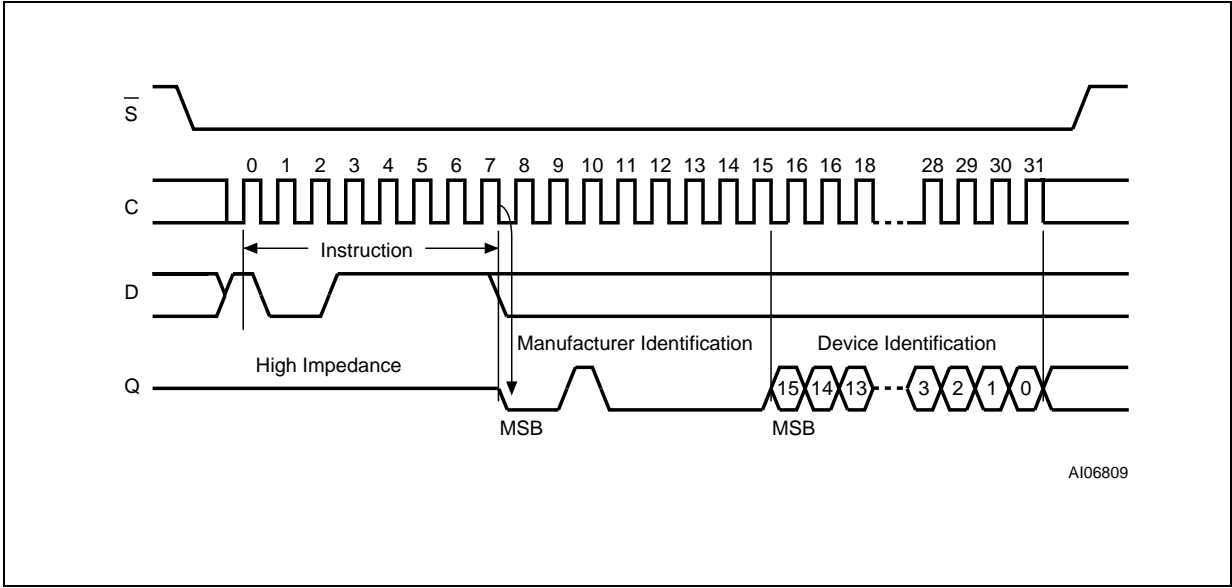 S
0 1 2 3 4 5 6 7 8 9 10 11 12 13 14 15 16 16 18 28 29 30 31
C
Instruction
D
Manufacturer Identification Device Identification
High Impedance
Q 15 14 13 3 2 1 0
MSB MSB
AI06809